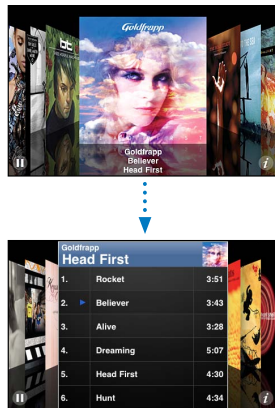 bt
Goldfrapp
Goldfrapp
Believer
Head First
i
Goldfrapp
Head First
1. Rocket 3:51
2. Believer 3:43
3. Alive 3:28
4. Dreaming 5:07
5. Head First 4:30
6. Hunt 4:34
i